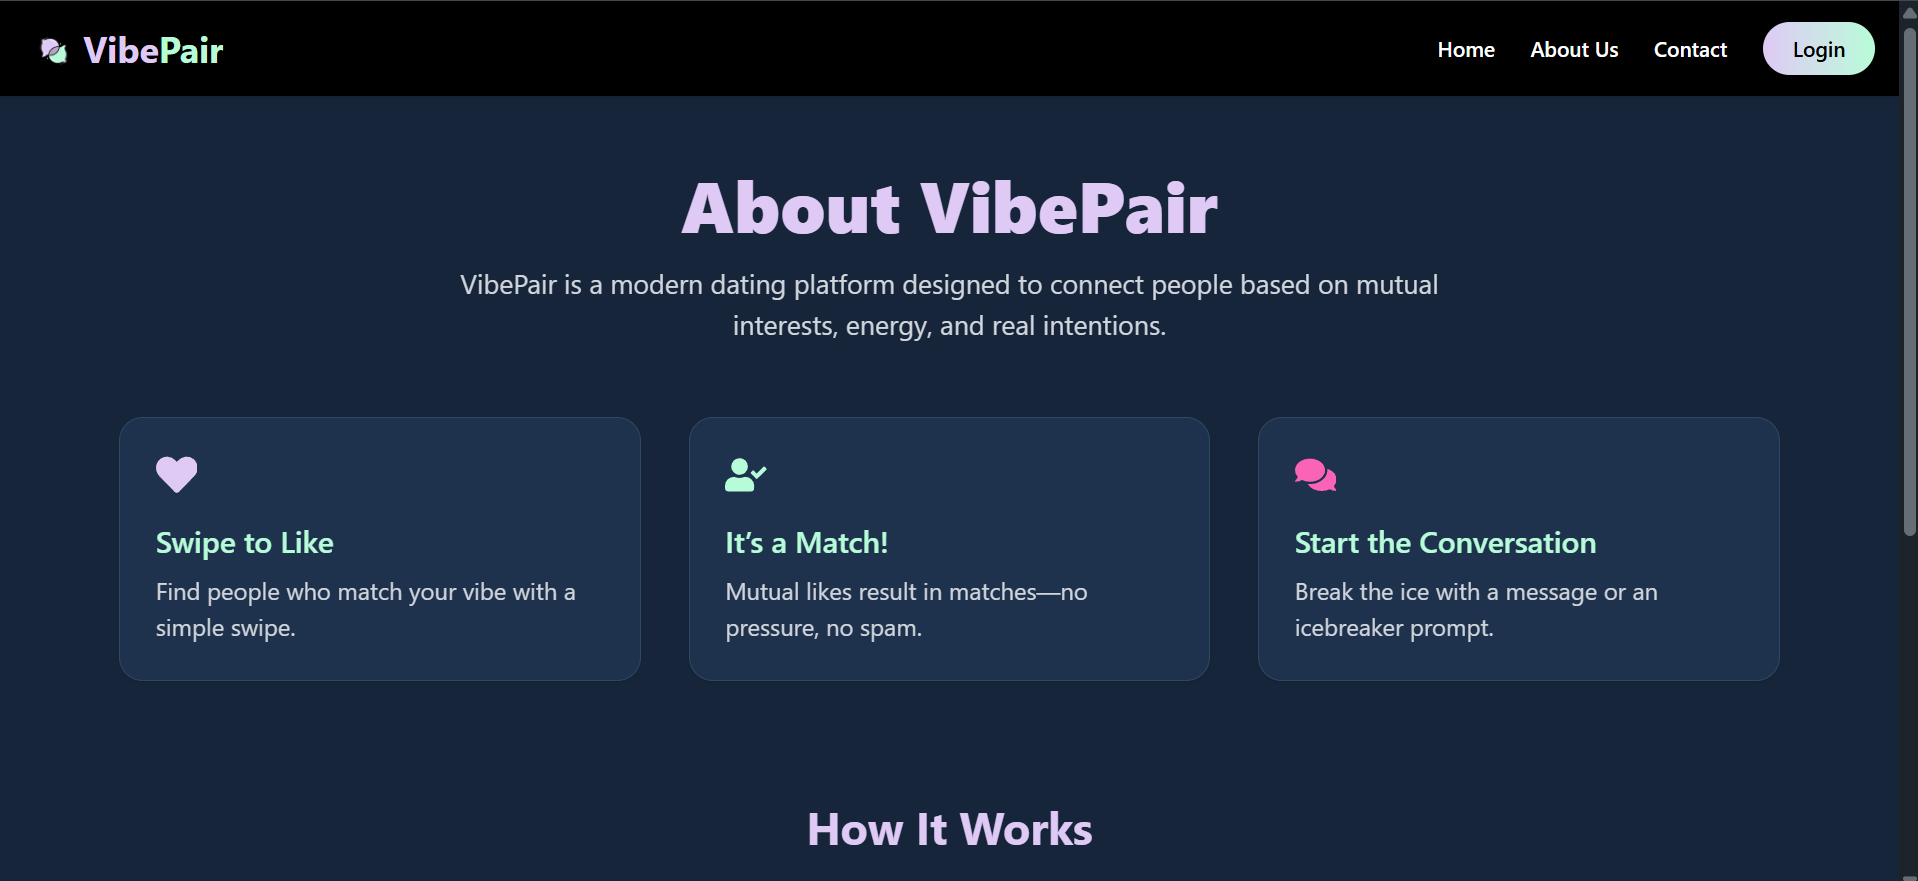 VibePair
Home
About Us
Contact
Login
About VibePair
VibePair is a modern dating platform designed to connect people based on mutual
interests, energy, and real intentions.
Swipe to Like
Find people who match your vibe with a
simple swipe.
It’s a Match!
Mutual likes result in matches—no
pressure, no spam.
Start the Conversation
Break the ice with a message or an
icebreaker prompt.
How It Works